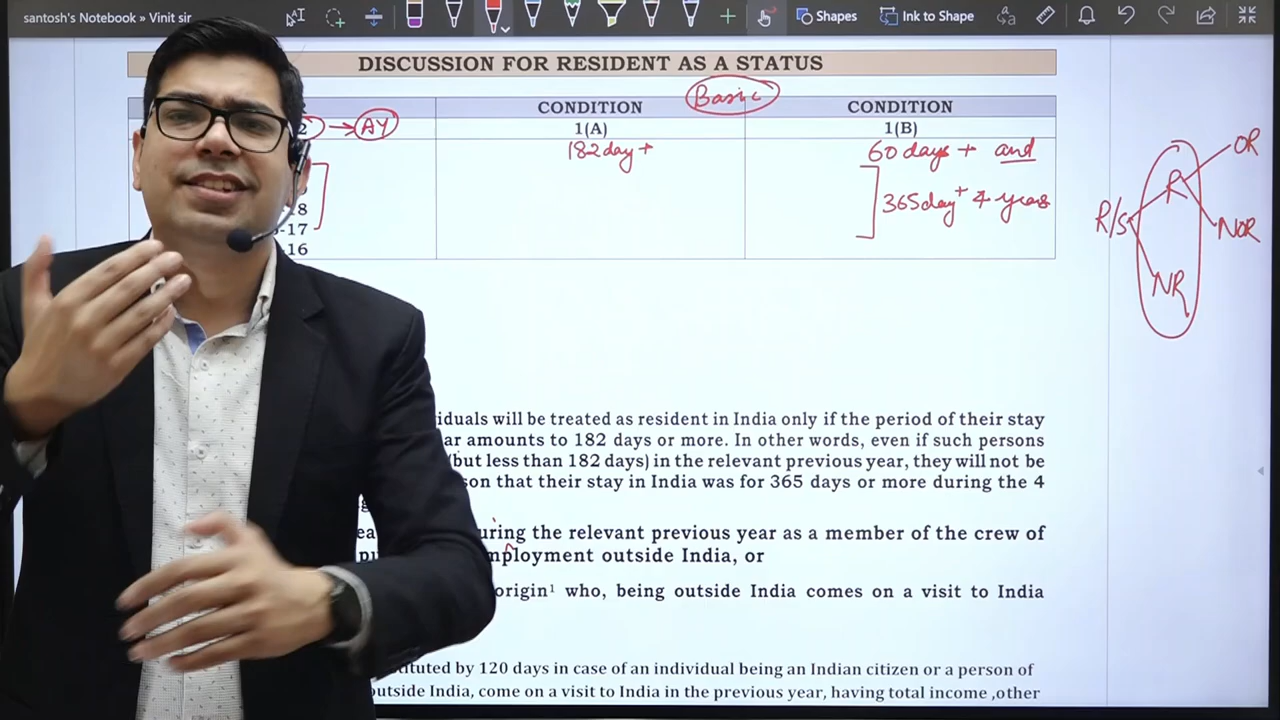 santosh's Notebook » Vinit sir
Shapes
Ink to Shape
DISCUSSION FOR RESIDENT AS A STATUS
Basic
CONDITION
CONDITION
2 → AY
1(A)
1(B)
182 day +
60 days + and
365 day+ 4 years
-18
-17
-16
R/S
R
OR
NOR
NR
iduals will be treated as resident in India only if the period of their stay
ar amounts to 182 days or more. In other words, even if such persons
(but less than 182 days) in the relevant previous year, they will not be
son that their stay in India was for 365 days or more during the 4
uring the relevant previous year as a member of the crew of
mployment outside India, or
origin¹ who, being outside India comes on a visit to India
ituted by 120 days in case of an individual being an Indian citizen or a person of
outside India, come on a visit to India in the previous year, having total income ,other